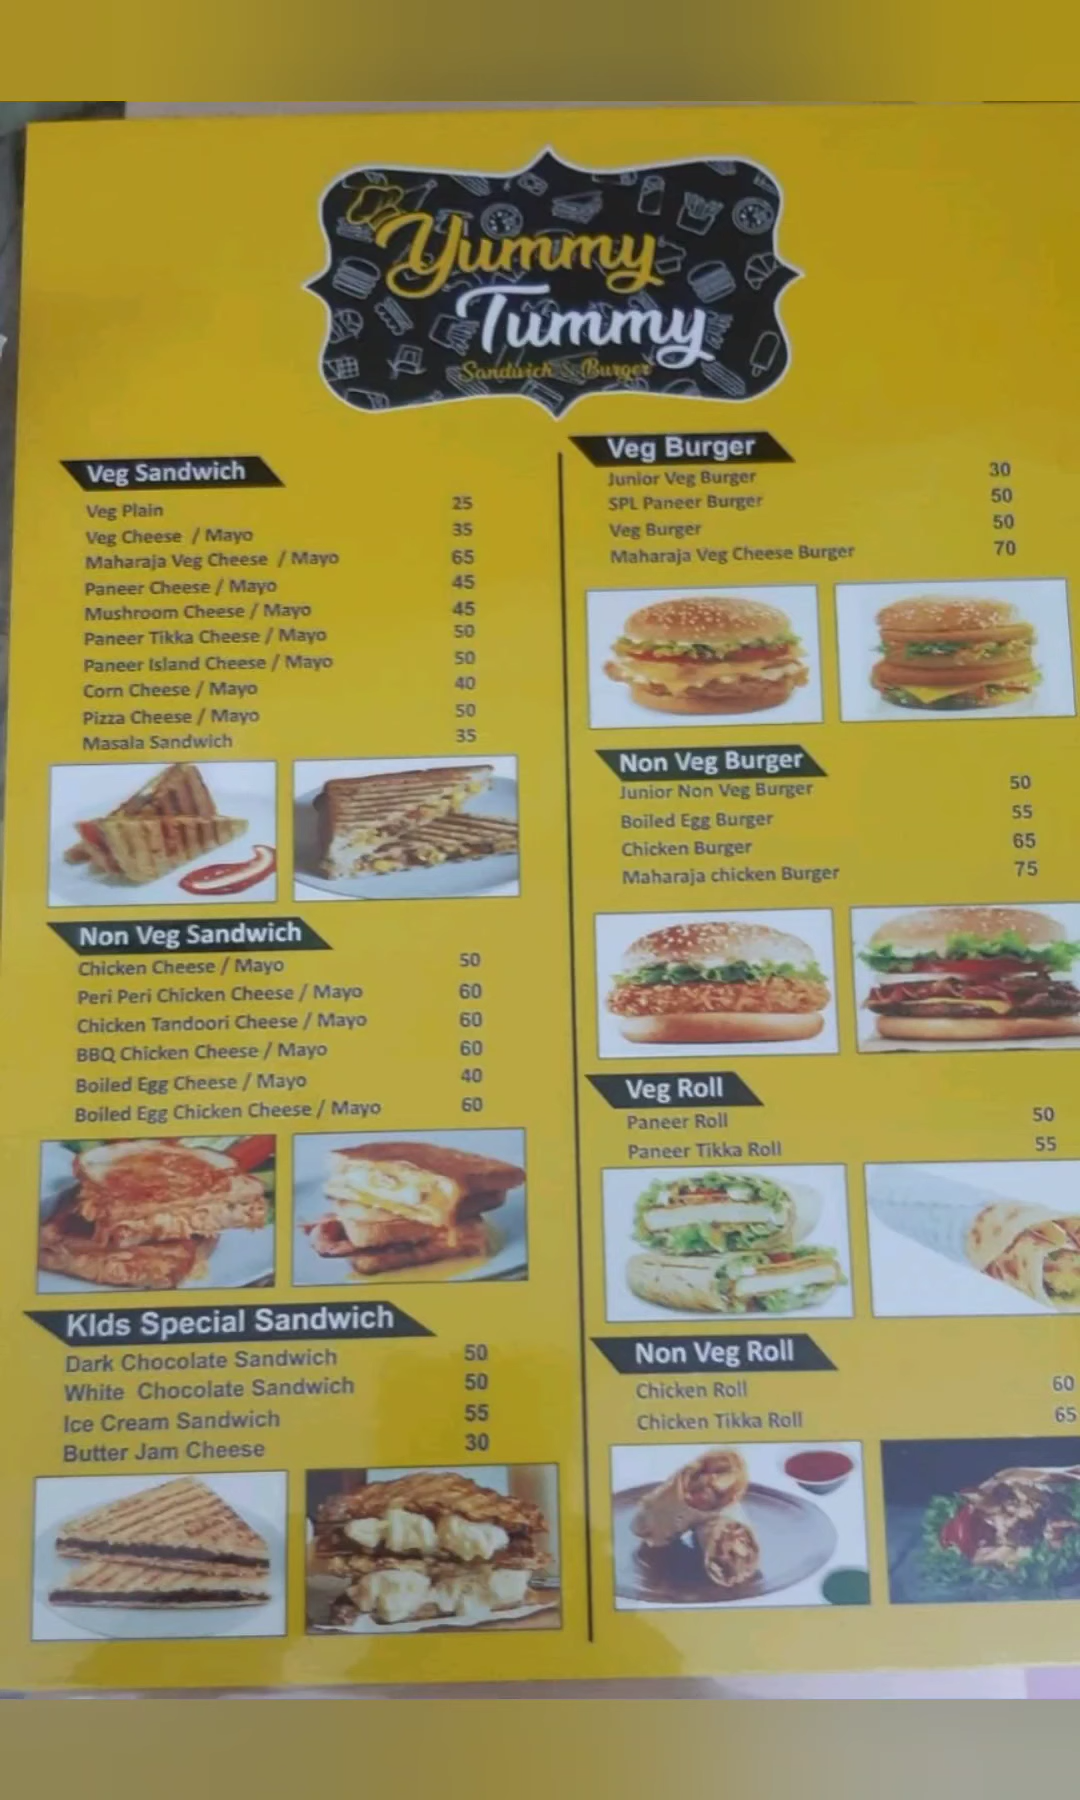 Yummy
Tummy
Sandwich & Burger
Veg Sandwich
Veg Plain 25
Veg Cheese / Mayo 35
Maharaja Veg Cheese / Mayo 65
Paneer Cheese / Mayo 45
Mushroom Cheese / Mayo 45
Paneer Tikka Cheese / Mayo 50
Paneer Island Cheese / Mayo 50
Corn Cheese / Mayo 40
Pizza Cheese / Mayo 50
Masala Sandwich 35
Non Veg Sandwich
Chicken Cheese / Mayo 50
Peri Peri Chicken Cheese / Mayo 60
Chicken Tandoori Cheese / Mayo 60
BBQ Chicken Cheese / Mayo 60
Boiled Egg Cheese / Mayo 40
Boiled Egg Chicken Cheese / Mayo 60
KIds Special Sandwich
Dark Chocolate Sandwich 50
White Chocolate Sandwich 50
Ice Cream Sandwich 55
Butter Jam Cheese 30
Veg Burger
Junior Veg Burger 30
SPL Paneer Burger 50
Veg Burger 50
Maharaja Veg Cheese Burger 70
Non Veg Burger
Junior Non Veg Burger 50
Boiled Egg Burger 55
Chicken Burger 65
Maharaja chicken Burger 75
Veg Roll
Paneer Roll 50
Paneer Tikka Roll 55
Non Veg Roll
Chicken Roll 60
Chicken Tikka Roll 65